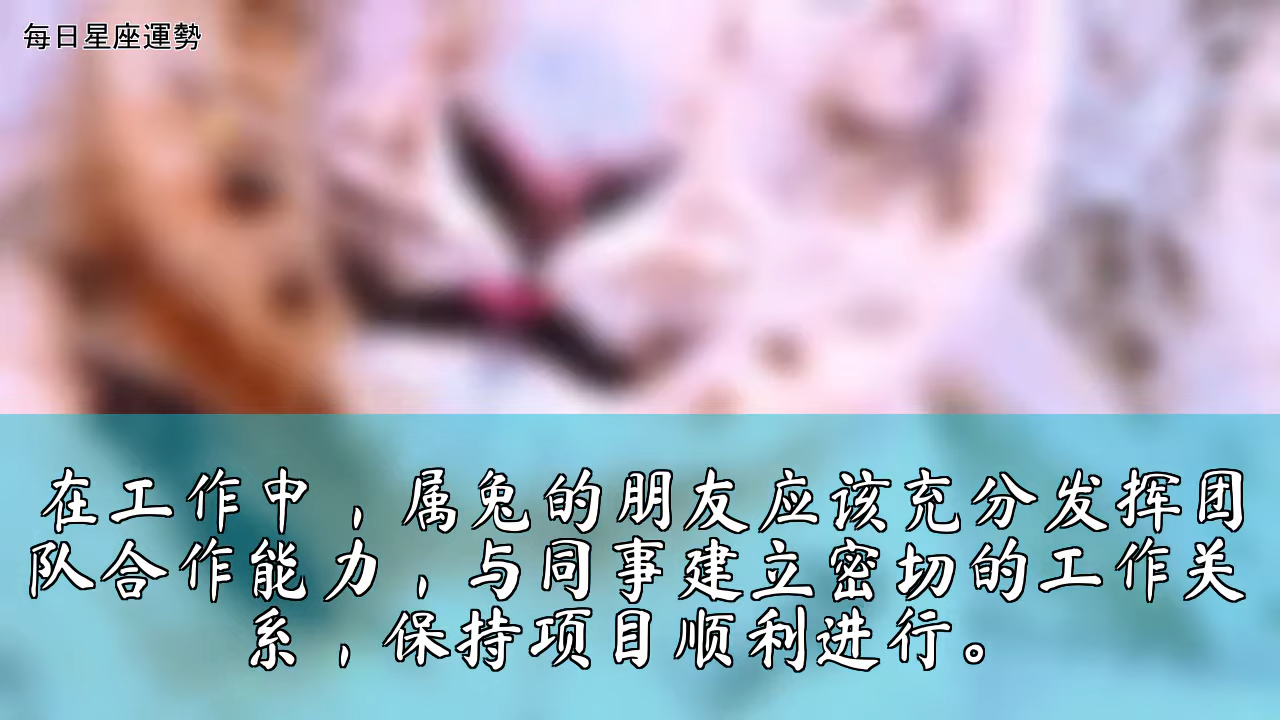 每日星座運勢
在工作中，属兔的朋友应该充分发挥团
队合作能力，与同事建立密切的工作关
系，保持项目顺利进行。